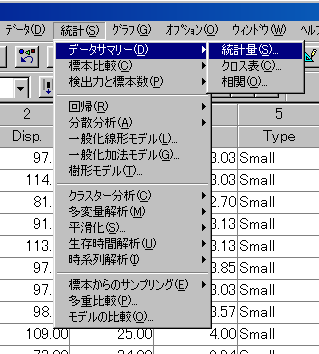 データ(D) 統計(S) グラフ(G) オプション(O) ウィンドウ(W)
データサマリー(D)
標本比較(C)
検出力と標本数(P)
回帰(R)
分散分析(A)
一般化線形モデル(L)...
一般化加法モデル(G)...
樹形モデル(T)...
クラスター分析(C)
多変量解析(M)
平滑化(S)...
生存時間解析(U)
時系列解析(I)
標本からのサンプリング(E)
多重比較(P)...
モデルの比較(O)...
統計量(S)...
クロス表(C)...
相関(O)...
2 5
Disp. Type
97. 3.03 Small
114. 3.03 Small
81. 2.70 Small
91. 3.13 Small
113. 3.13 Small
97. 3.85 Small
97. 3.03 Small
98. 3.57 Small
109.00 25.00 4.00 Small